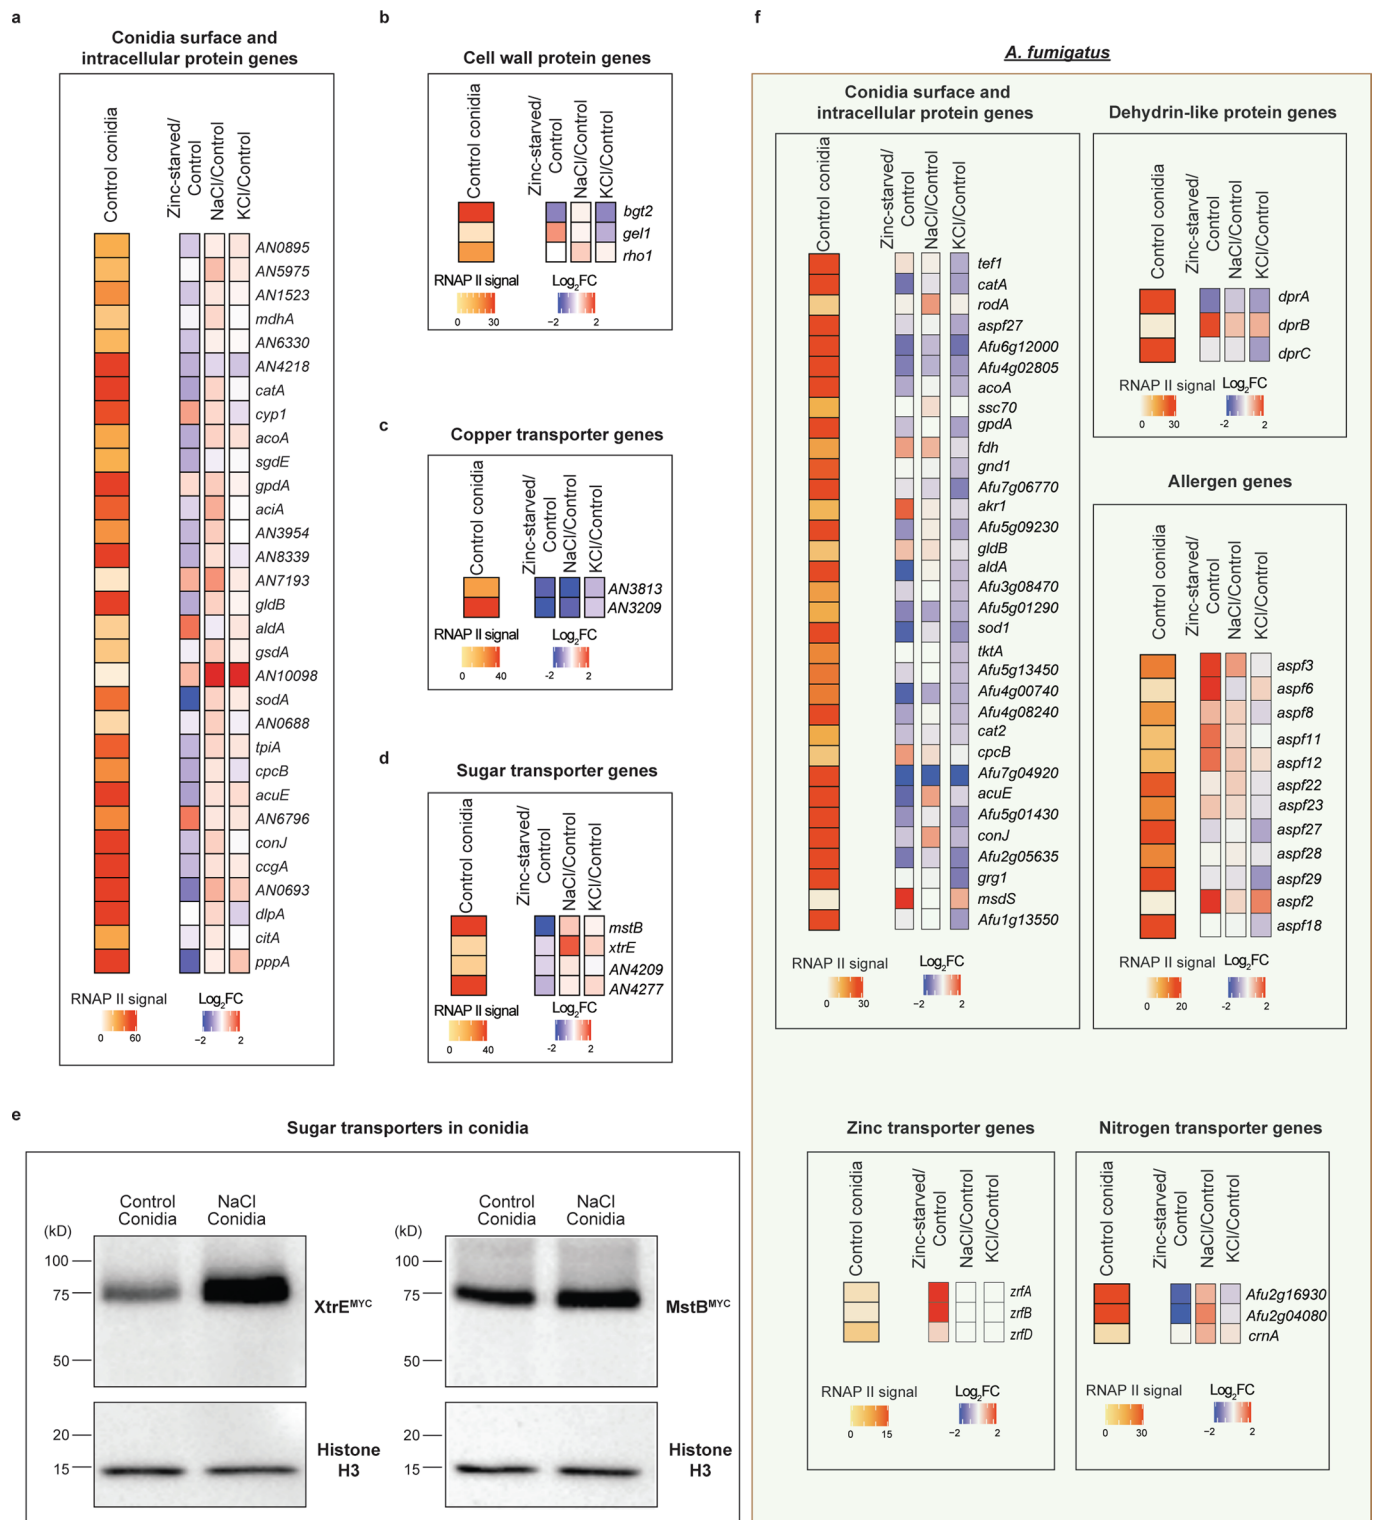 a
Conidia surface and
intracellular protein genes
Control conidia
Zinc-starved/
Control
NaCl/Control
KCl/Control
AN0895
AN5975
AN1523
mdhA
AN6330
AN4218
catA
cyp1
acoA
sgdE
gpdA
aciA
AN3954
AN8339
AN7193
gldB
aldA
gsdA
AN10098
sodA
AN0688
tpiA
cpcB
acuE
AN6796
conJ
ccgA
AN0693
dlpA
citA
pppA
RNAP II signal
0 60
Log2FC
−2 2
b
Cell wall protein genes
Control conidia
Zinc-starved/
Control
NaCl/Control
KCl/Control
bgt2
gel1
rho1
RNAP II signal
0 30
Log2FC
−2 2
c
Copper transporter genes
Control conidia
Zinc-starved/
Control
NaCl/Control
KCl/Control
AN3813
AN3209
RNAP II signal
0 40
Log2FC
−2 2
d
Sugar transporter genes
Control conidia
Zinc-starved/
Control
NaCl/Control
KCl/Control
mstB
xtrE
AN4209
AN4277
RNAP II signal
0 40
Log2FC
−2 2
e
Sugar transporters in conidia
Control
Conidia
NaCl
Conidia
(kD)
100
75
50
20
15
XtrEMYC
Histone
H3
Control
Conidia
NaCl
Conidia
(kD)
100
75
50
20
15
MstBMYC
Histone
H3
f
A. fumigatus
Conidia surface and
intracellular protein genes
Control conidia
Zinc-starved/
Control
NaCl/Control
KCl/Control
tef1
catA
rodA
aspf27
Afu6g12000
Afu4g02805
acoA
ssc70
gpdA
fdh
gnd1
Afu7g06770
akr1
Afu5g09230
gldB
aldA
Afu3g08470
Afu5g01290
sod1
tktA
Afu5g13450
Afu4g00740
Afu4g08240
cat2
cpcB
Afu7g04920
acuE
Afu5g01430
conJ
Afu2g05635
grg1
msdS
Afu1g13550
RNAP II signal
0 30
Log2FC
−2 2
Dehydrin-like protein genes
Control conidia
Zinc-starved/
Control
NaCl/Control
KCl/Control
dprA
dprB
dprC
RNAP II signal
0 30
Log2FC
-2 2
Allergen genes
Control conidia
Zinc-starved/
Control
NaCl/Control
KCl/Control
aspf3
aspf6
aspf8
aspf11
aspf12
aspf22
aspf23
aspf27
aspf28
aspf29
aspf2
aspf18
RNAP II signal
0 20
Log2FC
−2 2
Zinc transporter genes
Control conidia
Zinc-starved/
Control
NaCl/Control
KCl/Control
zrfA
zrfB
zrfD
RNAP II signal
0 15
Log2FC
−2 2
Nitrogen transporter genes
Control conidia
Zinc-starved/
Control
NaCl/Control
KCl/Control
Afu2g16930
Afu2g04080
crnA
RNAP II signal
0 30
Log2FC
−2 2